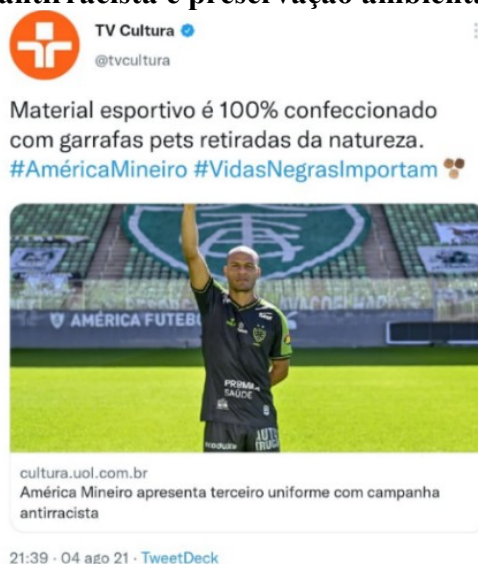 antirracista e preservação ambienta
TV Cultura
@tvcultura
Material esportivo é 100% confeccionado
com garrafas pets retiradas da natureza.
#AméricaMineiro #VidasNegrasImportam
AMÉRICA FUTEB
SAÚDE
cultura.uol.com.br
América Mineiro apresenta terceiro uniforme com campanha
antirracista
21:39 · 04 ago 21 · TweetDeck